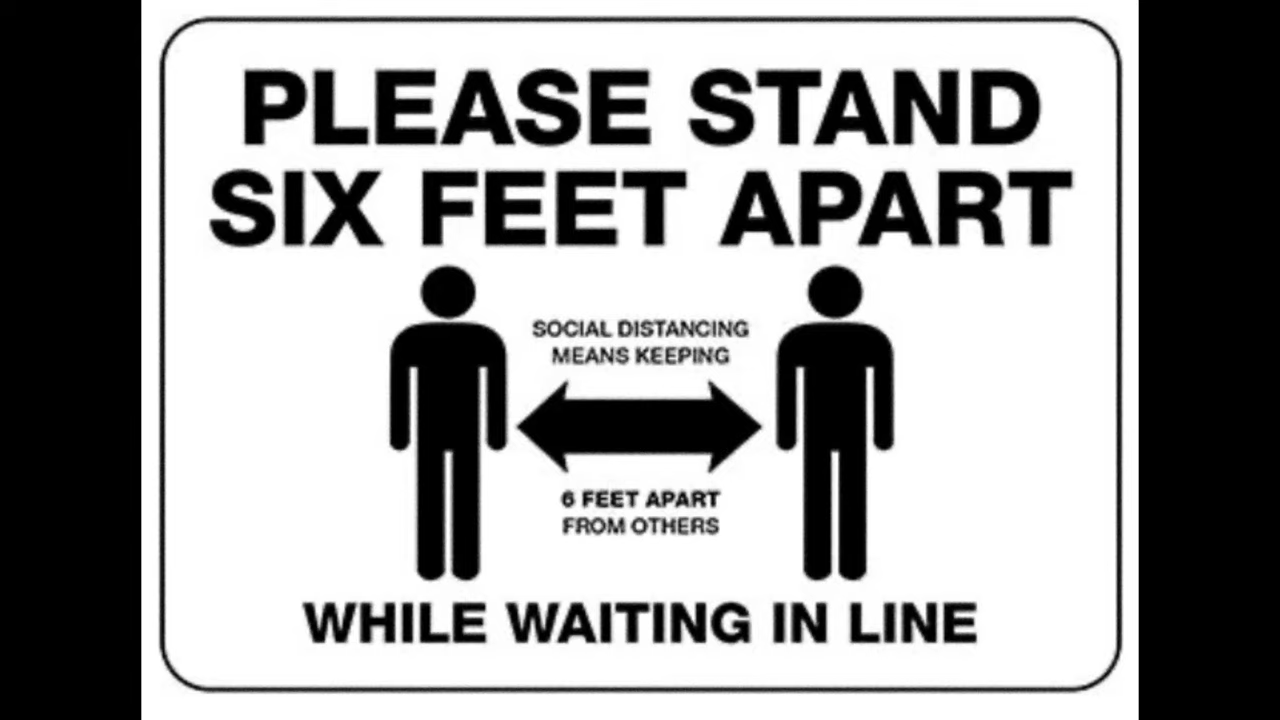 PLEASE STAND
SIX FEET APART
SOCIAL DISTANCING
MEANS KEEPING
6 FEET APART
FROM OTHERS
WHILE WAITING IN LINE